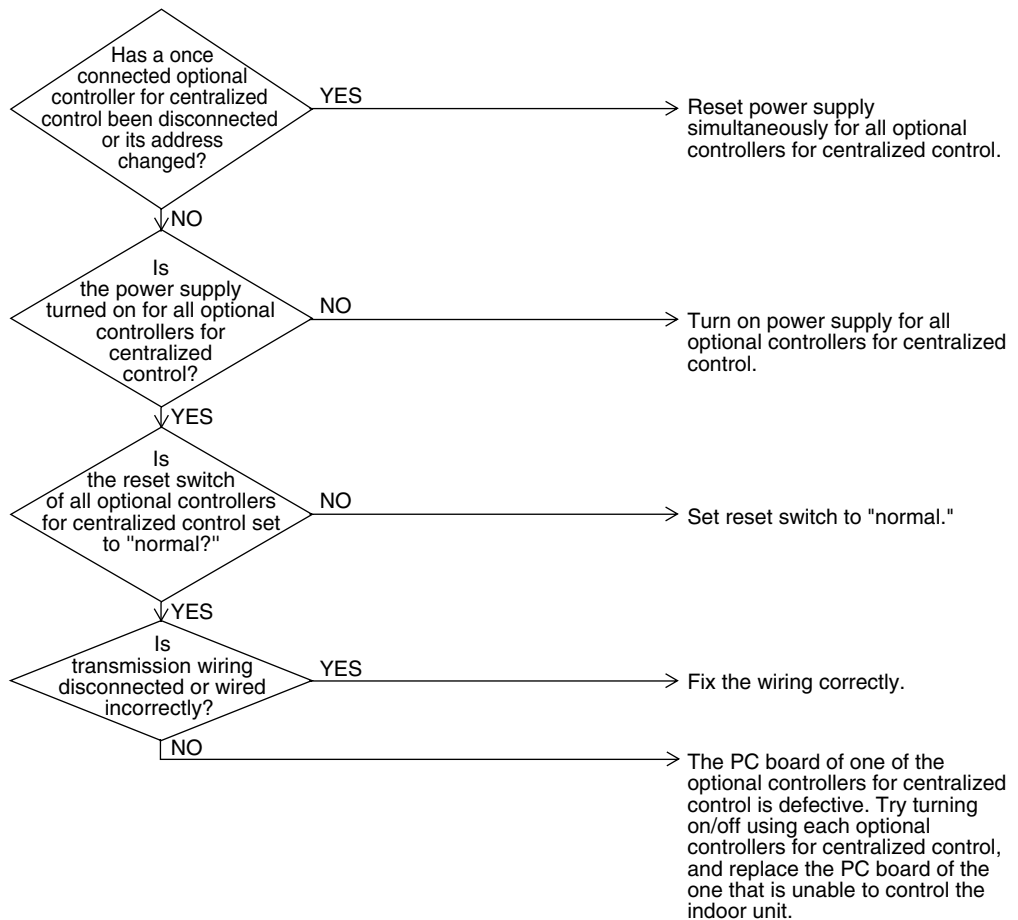 Has a once
connected optional
controller for centralized
control been disconnected
or its address
changed?
YES
Reset power supply
simultaneously for all optional
controllers for centralized control.
NO
Is
the power supply
turned on for all optional
controllers for
centralized
control?
NO
Turn on power supply for all
optional controllers for centralized
control.
YES
Is
the reset switch
of all optional controllers
for centralized control set
to "normal?"
NO
Set reset switch to "normal."
YES
Is
transmission wiring
disconnected or wired
incorrectly?
YES
Fix the wiring correctly.
NO
The PC board of one of the
optional controllers for centralized
control is defective. Try turning
on/off using each optional
controllers for centralized control,
and replace the PC board of the
one that is unable to control the
indoor unit.